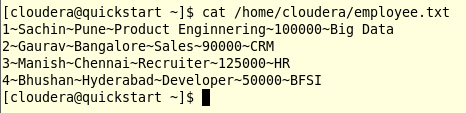 [cloudera@quickstart ~]$ cat /home/cloudera/employee.txt
1~Sachin~Pune~Product Enginnering~100000~Big Data
2~Gaurav~Bangalore~Sales~90000~CRM
3~Manish~Chennai~Recruiter~125000~HR
4~Bhushan~Hyderabad~Developer~50000~BFSI
[cloudera@quickstart ~]$